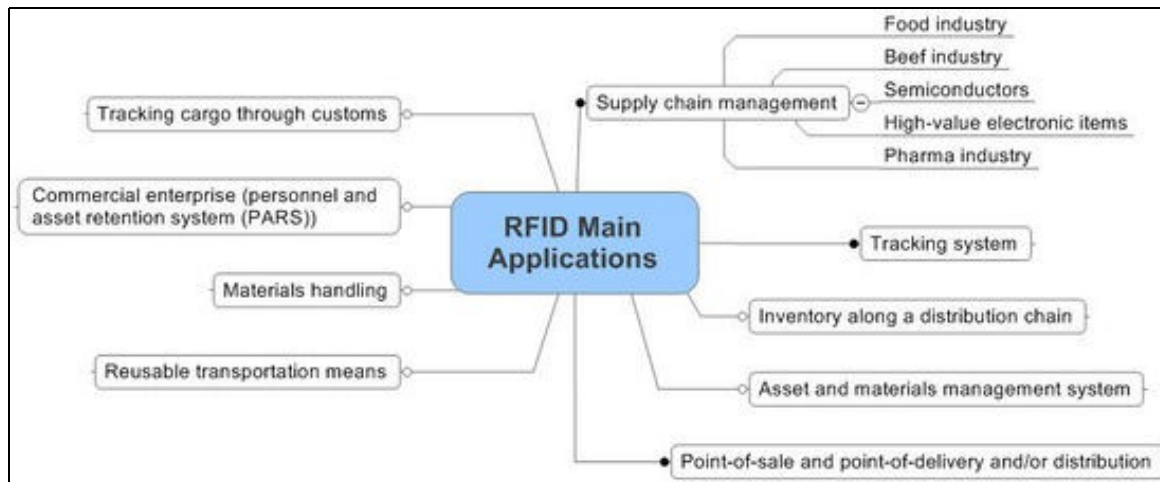 RFID Main
Applications
Supply chain management
Food industry
Beef industry
Semiconductors
High-value electronic items
Pharma industry
Tracking system
Inventory along a distribution chain
Asset and materials management system
Point-of-sale and point-of-delivery and/or distribution
Tracking cargo through customs
Commercial enterprise (personnel and
asset retention system (PARS))
Materials handling
Reusable transportation means